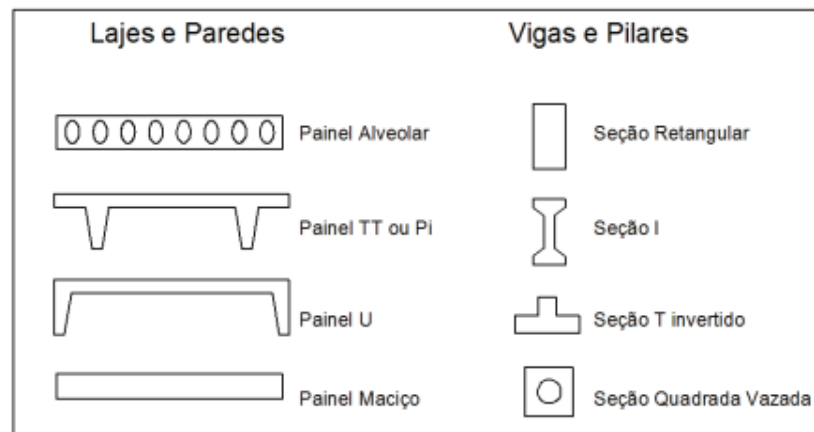 Lajes e Paredes
Painel Alveolar
Painel TT ou Pi
Painel U
Painel Maciço
Vigas e Pilares
Seção Retangular
Seção I
Seção T invertido
Seção Quadrada Vazada